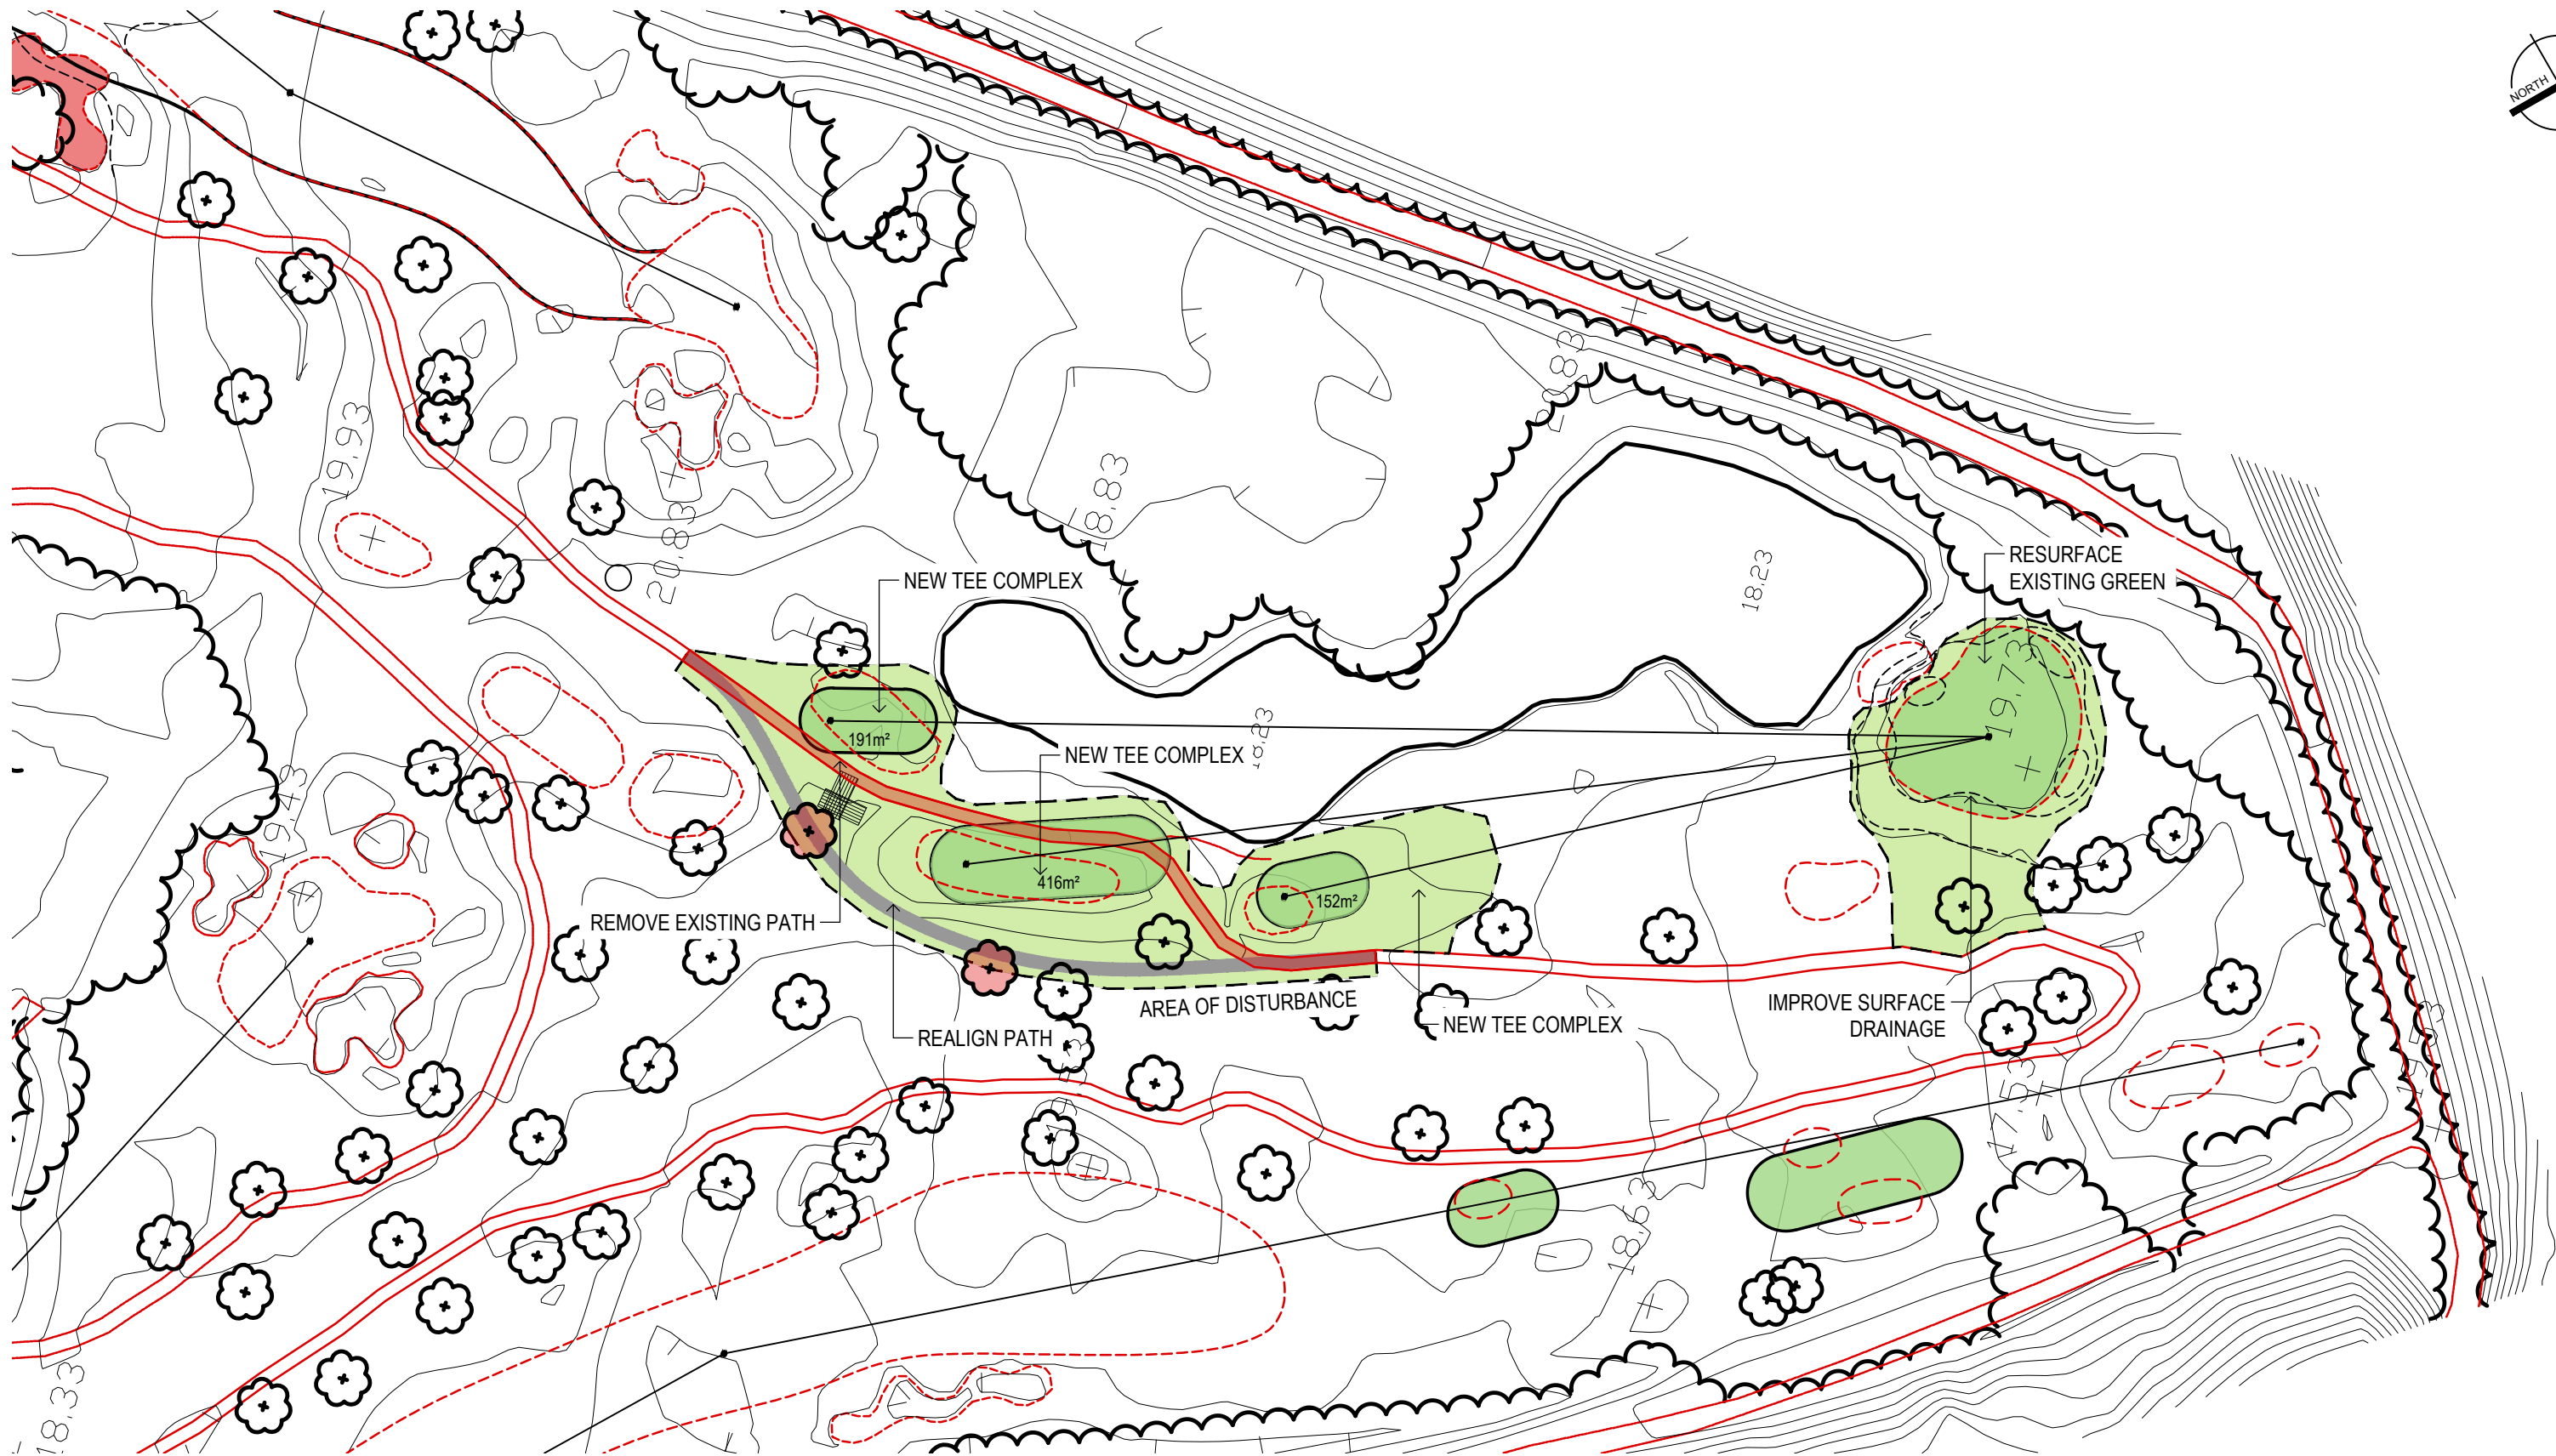 NORTH
19.93
20.83
18.83
20.83
18.23
RESURFACE
EXISTING GREEN
NEW TEE COMPLEX
19.73
191m²
NEW TEE COMPLEX
18.23
19.43
416m²
152m²
REMOVE EXISTING PATH
AREA OF DISTURBANCE
IMPROVE SURFACE
DRAINAGE
NEW TEE COMPLEX
REALIGN PATH
17.53
18.63
18.33